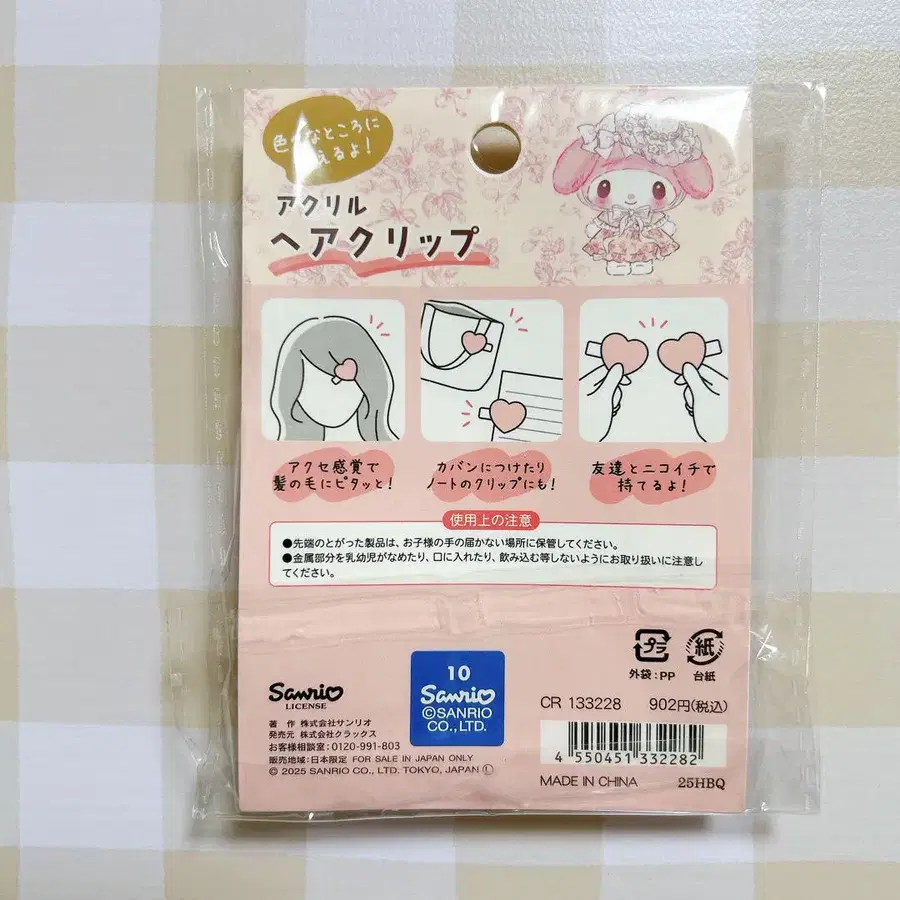 色々なところに
使えるよ!
アクリル
ヘアクリップ
アクセ感覚で
髪の毛にピタッと!
カバンにつけたり
ノートのクリップにも!
友達とニコイチで
持てるよ!
使用上の注意
●先端のとがった製品は、お子様の手の届かない場所に保管してください。
●金属部分を乳幼児がなめたり、口に入れたり、飲み込む等しないようにお取り扱いに注意し
てください。
プラ
紙
外袋:PP
台紙
Sanrio
LICENSE
10
Sanrio
©SANRIO
CO., LTD.
CR 133228 902円(税込)
著 作 株式会社サンリオ
発売元 株式会社クラックス
お客様相談室:0120-991-803
販売地域:日本限定 FOR SALE IN JAPAN ONLY
© 2025 SANRIO CO., LTD. TOKYO, JAPAN Ⓛ
4 550451 332282
MADE IN CHINA 25HBQ